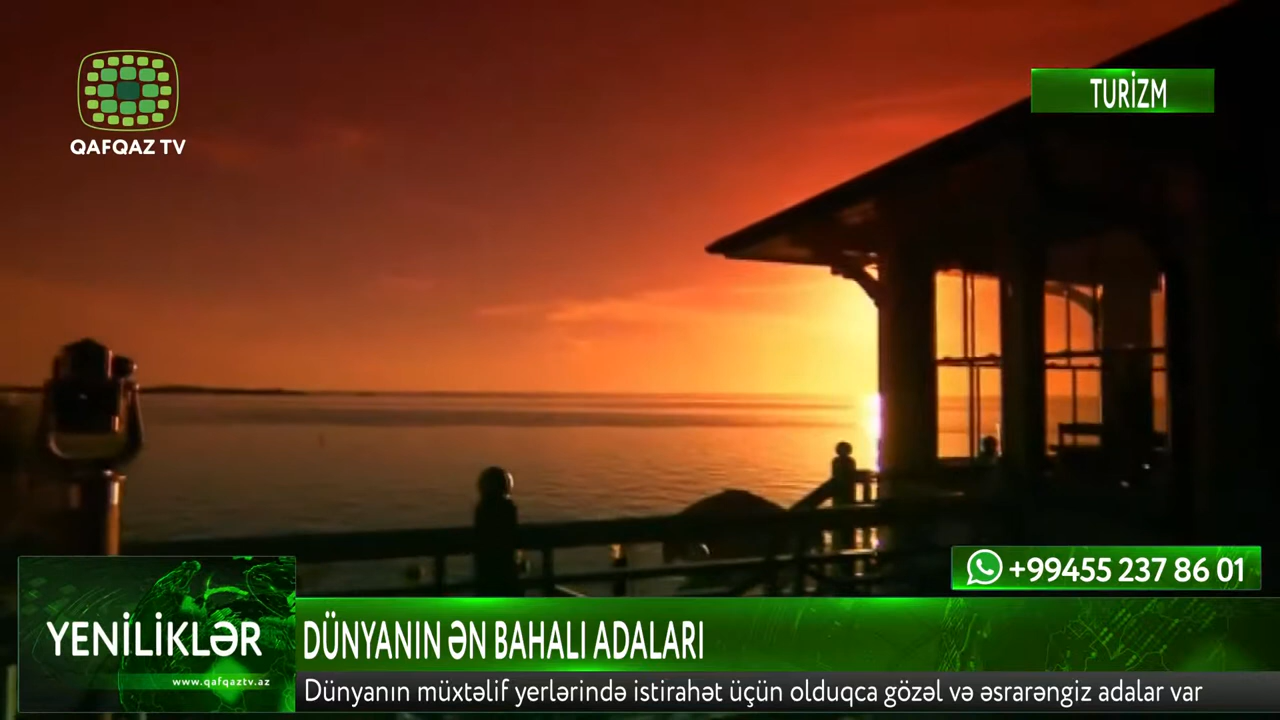 QAFQAZ TV
TURİZM
+99455 237 86 01
YENİLİKLƏR
www.qafqaztv.az
DÜNYANIN ƏN BAHALI ADALARI
Dünyanın müxtəlif yerlərində istirahət üçün olduqca gözəl və əsrarəngiz adalar var